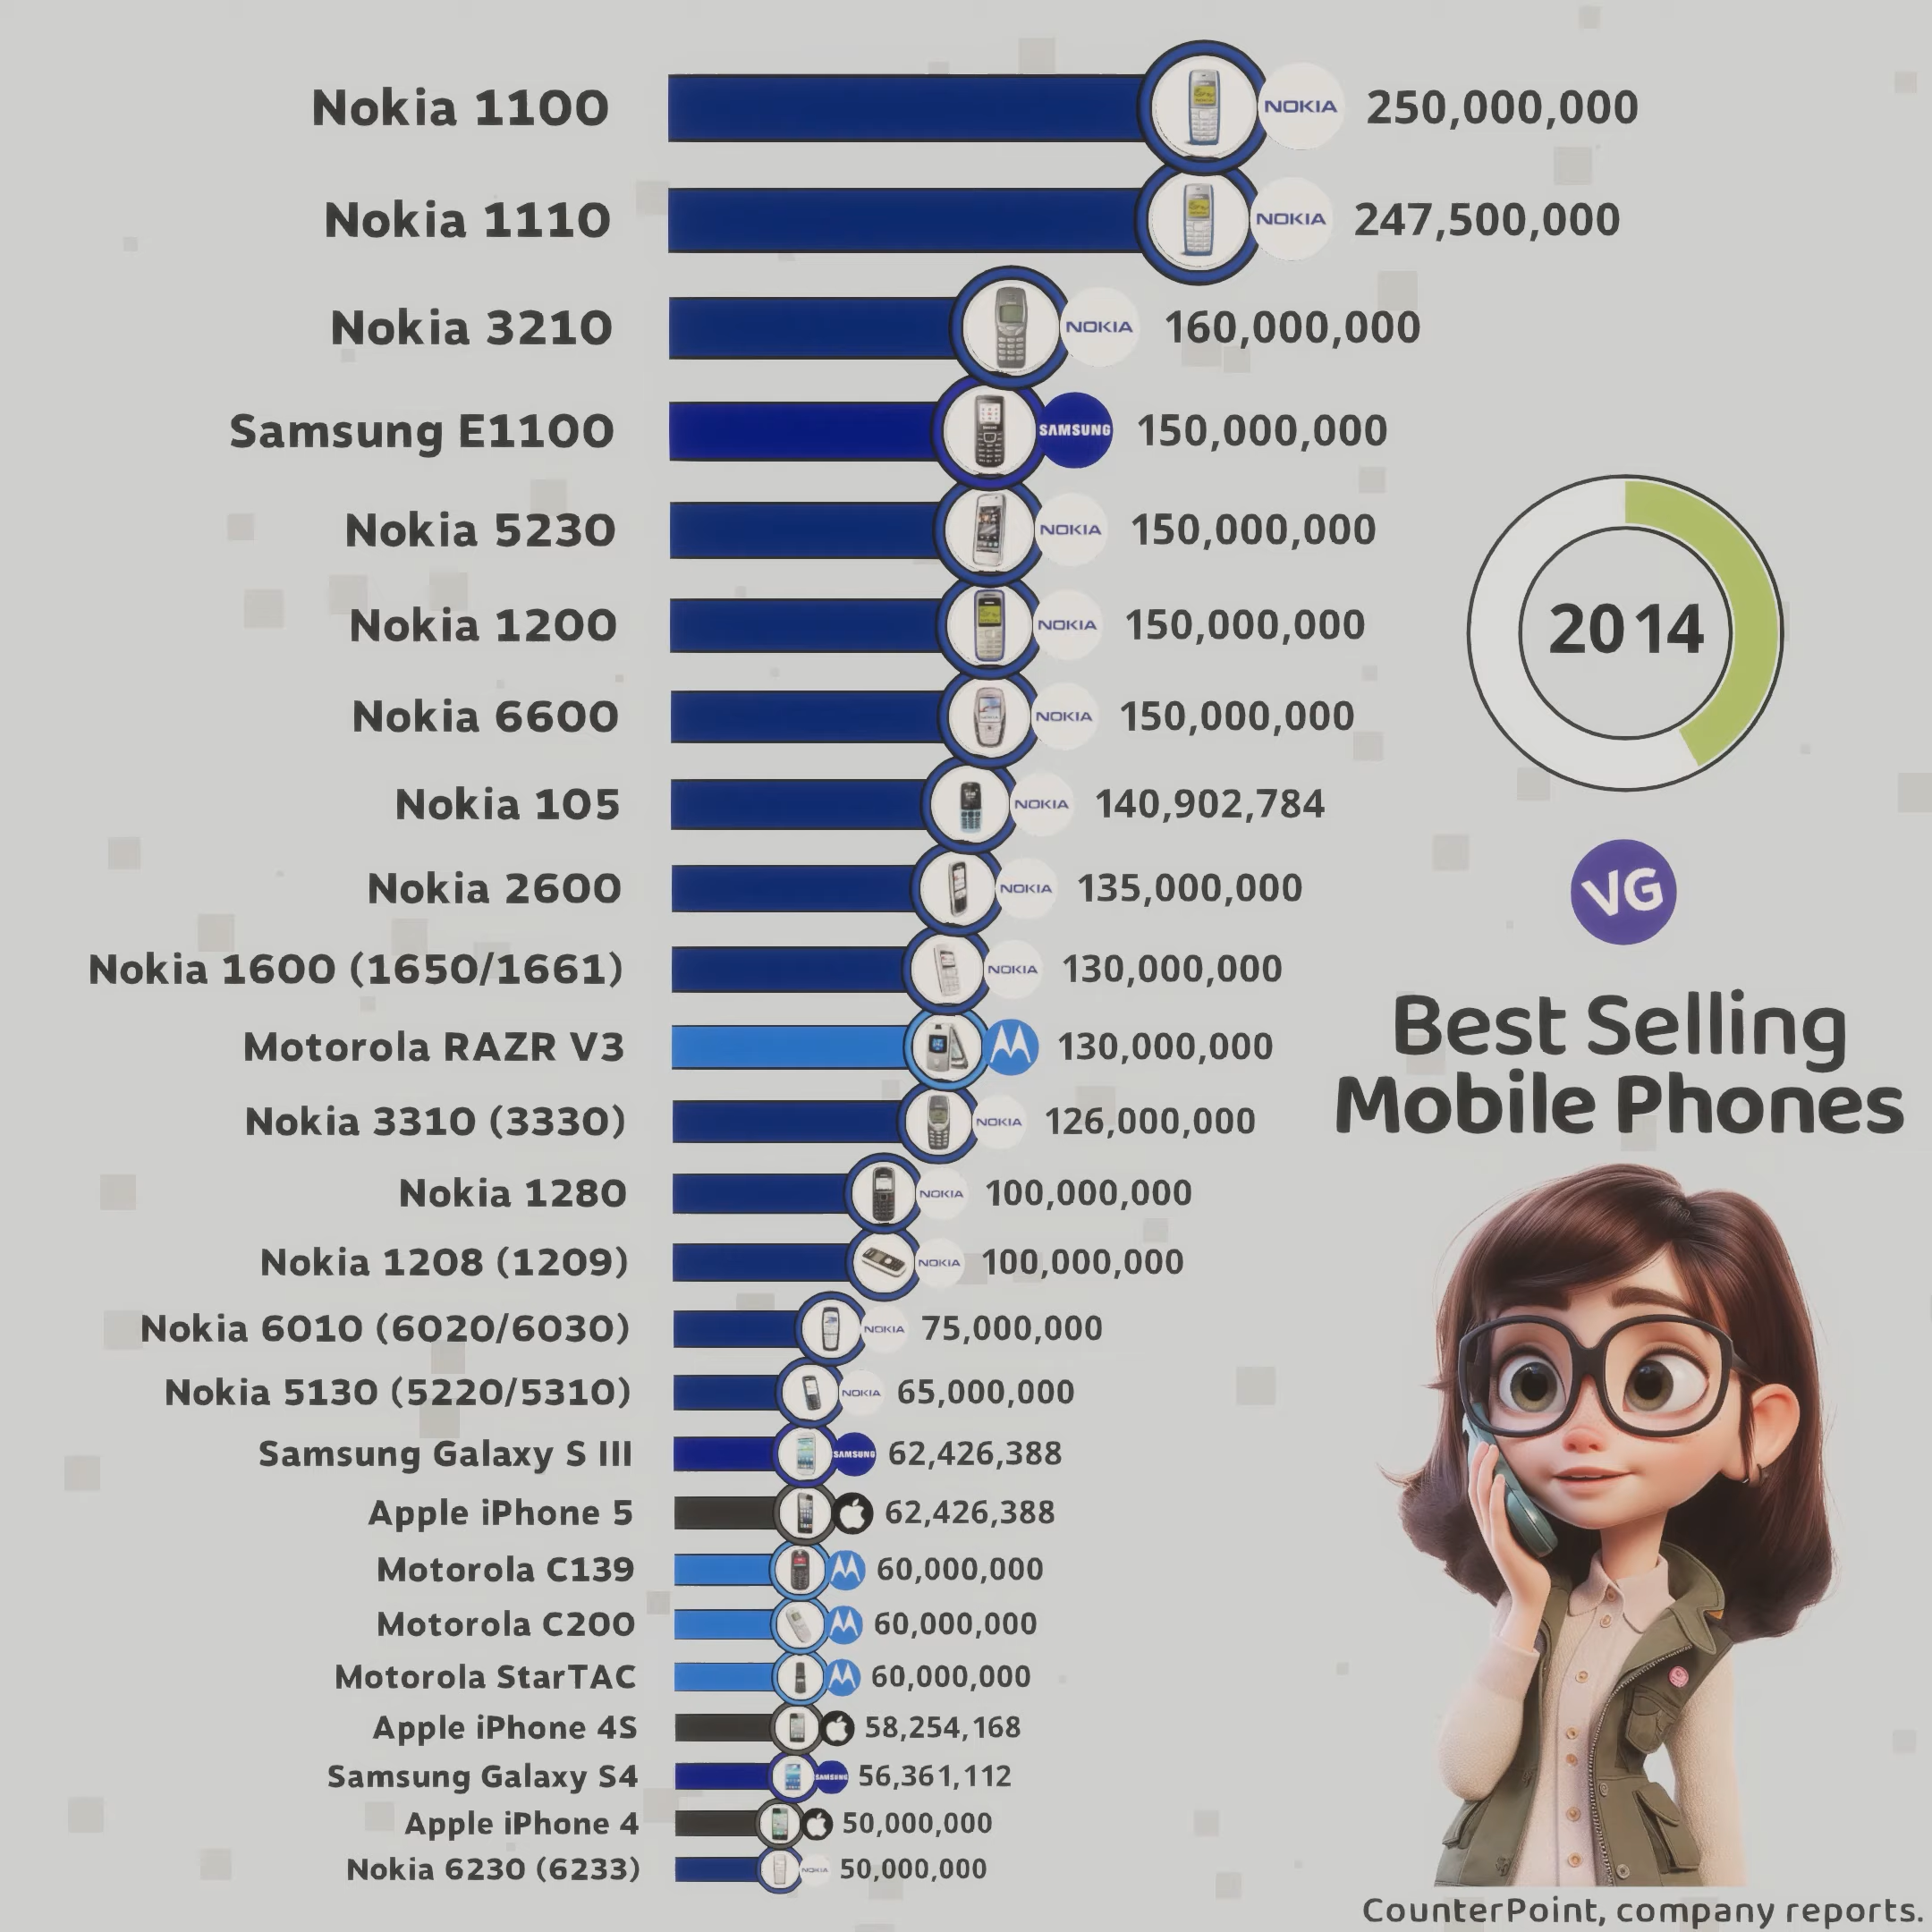 Nokia 1100 NOKIA 250,000,000
Nokia 1110 NOKIA 247,500,000
Nokia 3210 NOKIA 160,000,000
Samsung E1100 SAMSUNG 150,000,000
Nokia 5230 NOKIA 150,000,000
Nokia 1200 NOKIA 150,000,000
Nokia 6600 NOKIA 150,000,000
Nokia 105 NOKIA 140,902,784
Nokia 2600 NOKIA 135,000,000
Nokia 1600 (1650/1661) NOKIA 130,000,000
Motorola RAZR V3 130,000,000
Nokia 3310 (3330) NOKIA 126,000,000
Nokia 1280 NOKIA 100,000,000
Nokia 1208 (1209) NOKIA 100,000,000
Nokia 6010 (6020/6030) NOKIA 75,000,000
Nokia 5130 (5220/5310) NOKIA 65,000,000
Samsung Galaxy S III SAMSUNG 62,426,388
Apple iPhone 5 62,426,388
Motorola C139 60,000,000
Motorola C200 60,000,000
Motorola StarTAC 60,000,000
Apple iPhone 4S 58,254,168
Samsung Galaxy S4 SAMSUNG 56,361,112
Apple iPhone 4 50,000,000
Nokia 6230 (6233) NOKIA 50,000,000
2014
VG
Best Selling
Mobile Phones
CounterPoint, company reports.